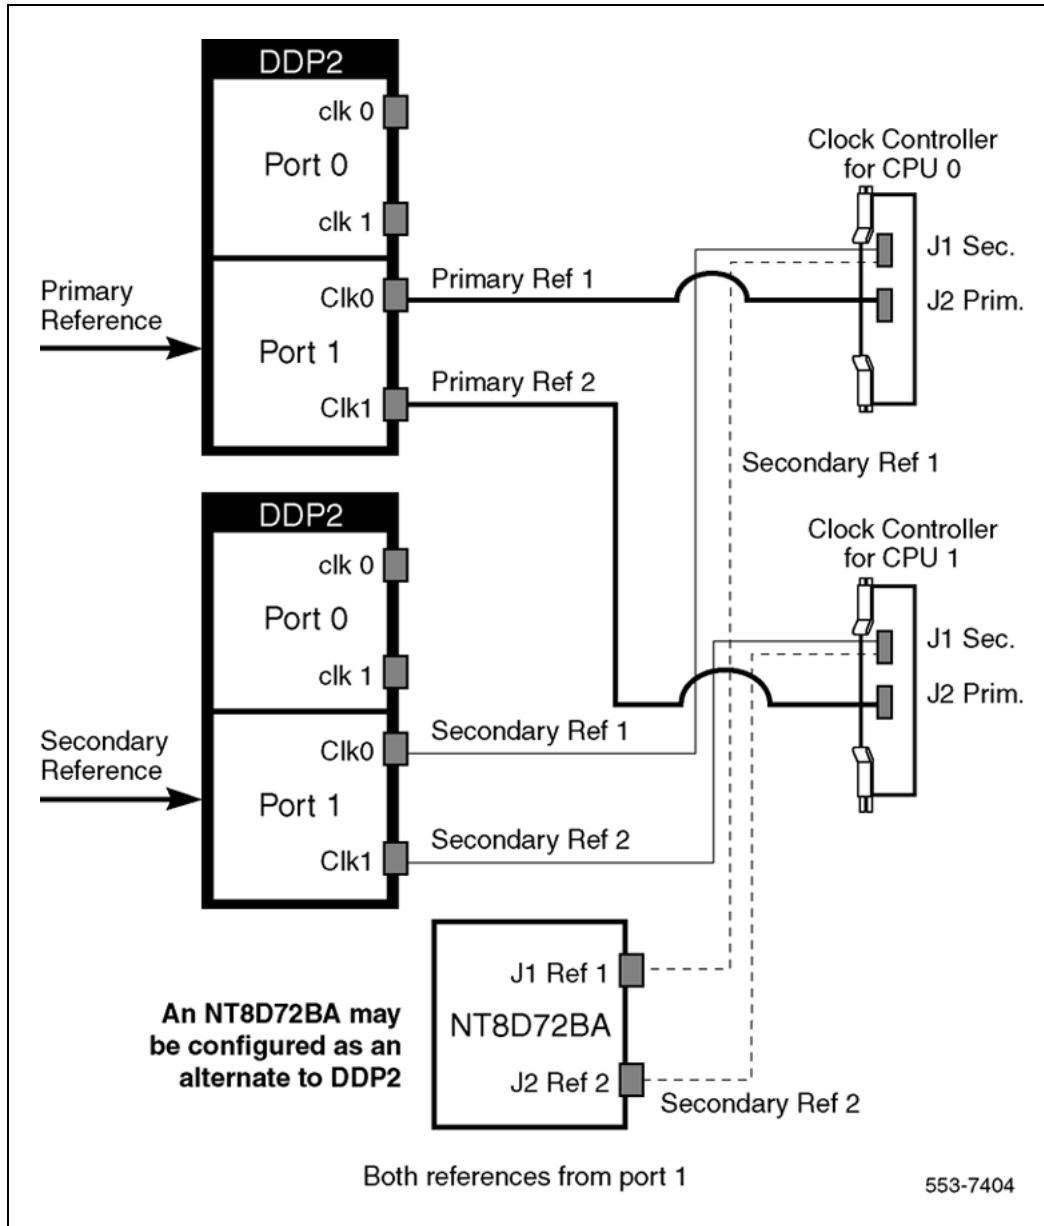 DDP2
clk 0
Port 0
clk 1
Clk0
Port 1
Clk1
Primary
Reference
Primary Ref 1
Primary Ref 2
Clock Controller
for CPU 0
J1 Sec.
J2 Prim.
Secondary Ref 1
DDP2
clk 0
Port 0
clk 1
Clk0
Port 1
Clk1
Secondary
Reference
Secondary Ref 1
Secondary Ref 2
Clock Controller
for CPU 1
J1 Sec.
J2 Prim.
An NT8D72BA may
be configured as an
alternate to DDP2
J1 Ref 1
NT8D72BA
J2 Ref 2
Secondary Ref 2
Both references from port 1
553-7404